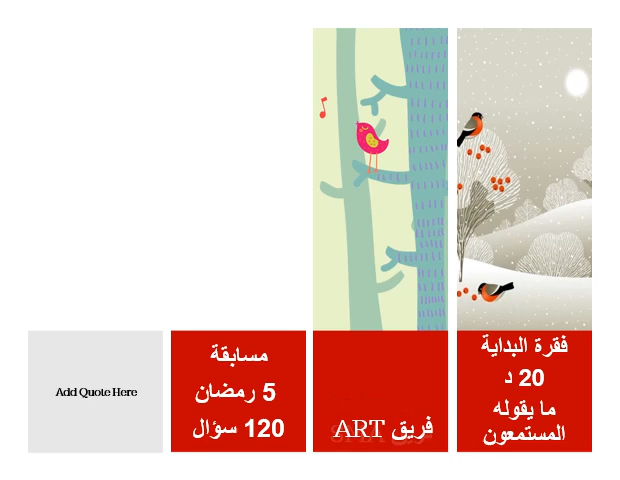 فقرة البداية
20 د
ما يقوله
المستمعون
فريق ART
مسابقة
5 رمضان
120 سؤال
Add Quote Here